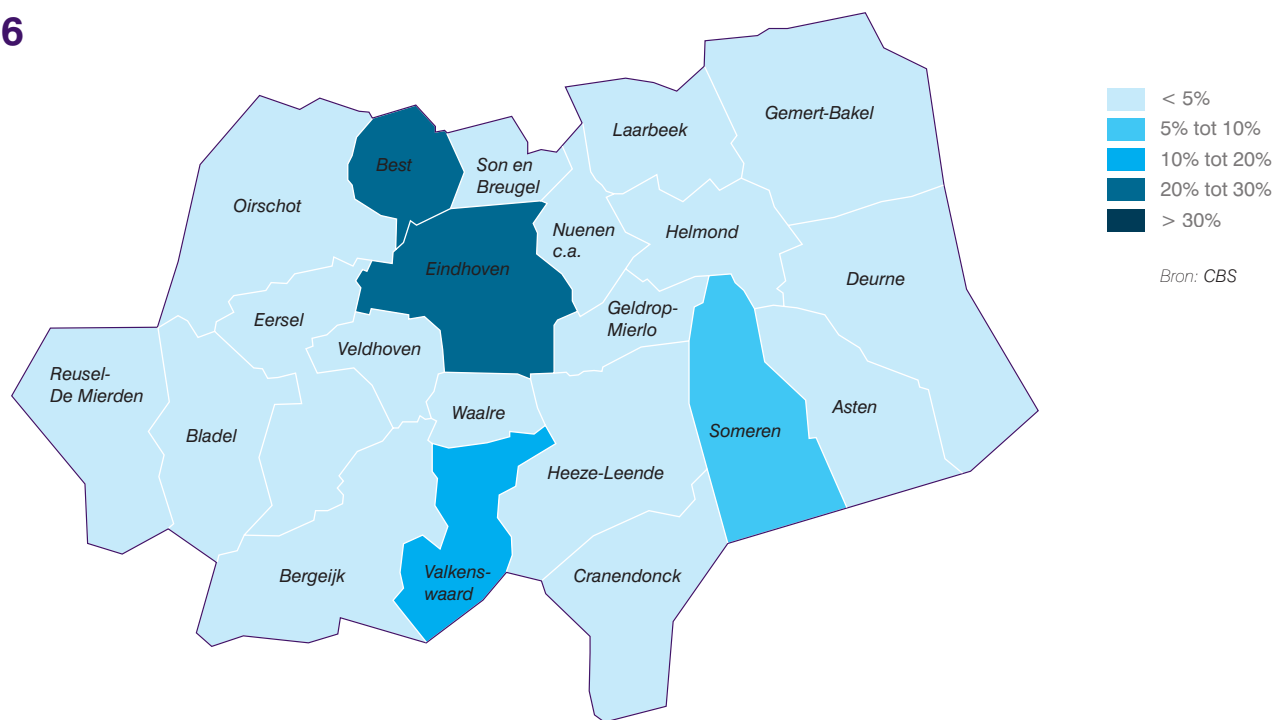 6
Gemert-Bakel
Laarbeek
Best
Son en
Breugel
Oirschot
Nuenen
c.a.
Helmond
Eindhoven
Deurne
Geldrop-
Mierlo
Eersel
Veldhoven
Reusel-
De Mierden
Waalre
Asten
Bladel
Someren
Heeze-Leende
Bergeijk
Valkens-
waard
Cranendonck
< 5%
5% tot 10%
10% tot 20%
20% tot 30%
> 30%
Bron: CBS